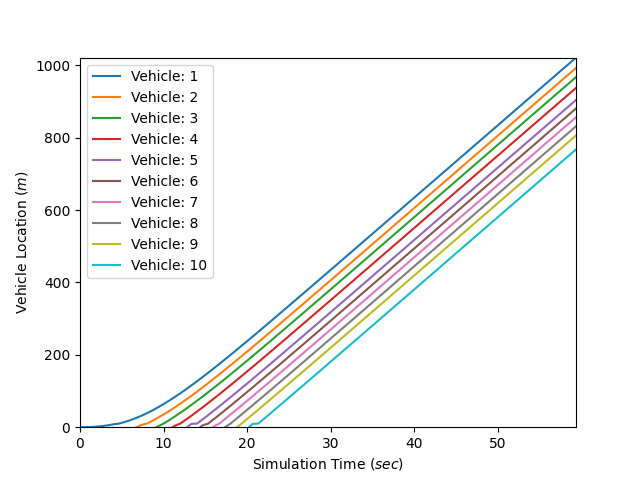 1000
800
600
400
200
0
Vehicle Location (m)
Vehicle: 1
Vehicle: 2
Vehicle: 3
Vehicle: 4
Vehicle: 5
Vehicle: 6
Vehicle: 7
Vehicle: 8
Vehicle: 9
Vehicle: 10
0 10 20 30 40 50
Simulation Time (sec)